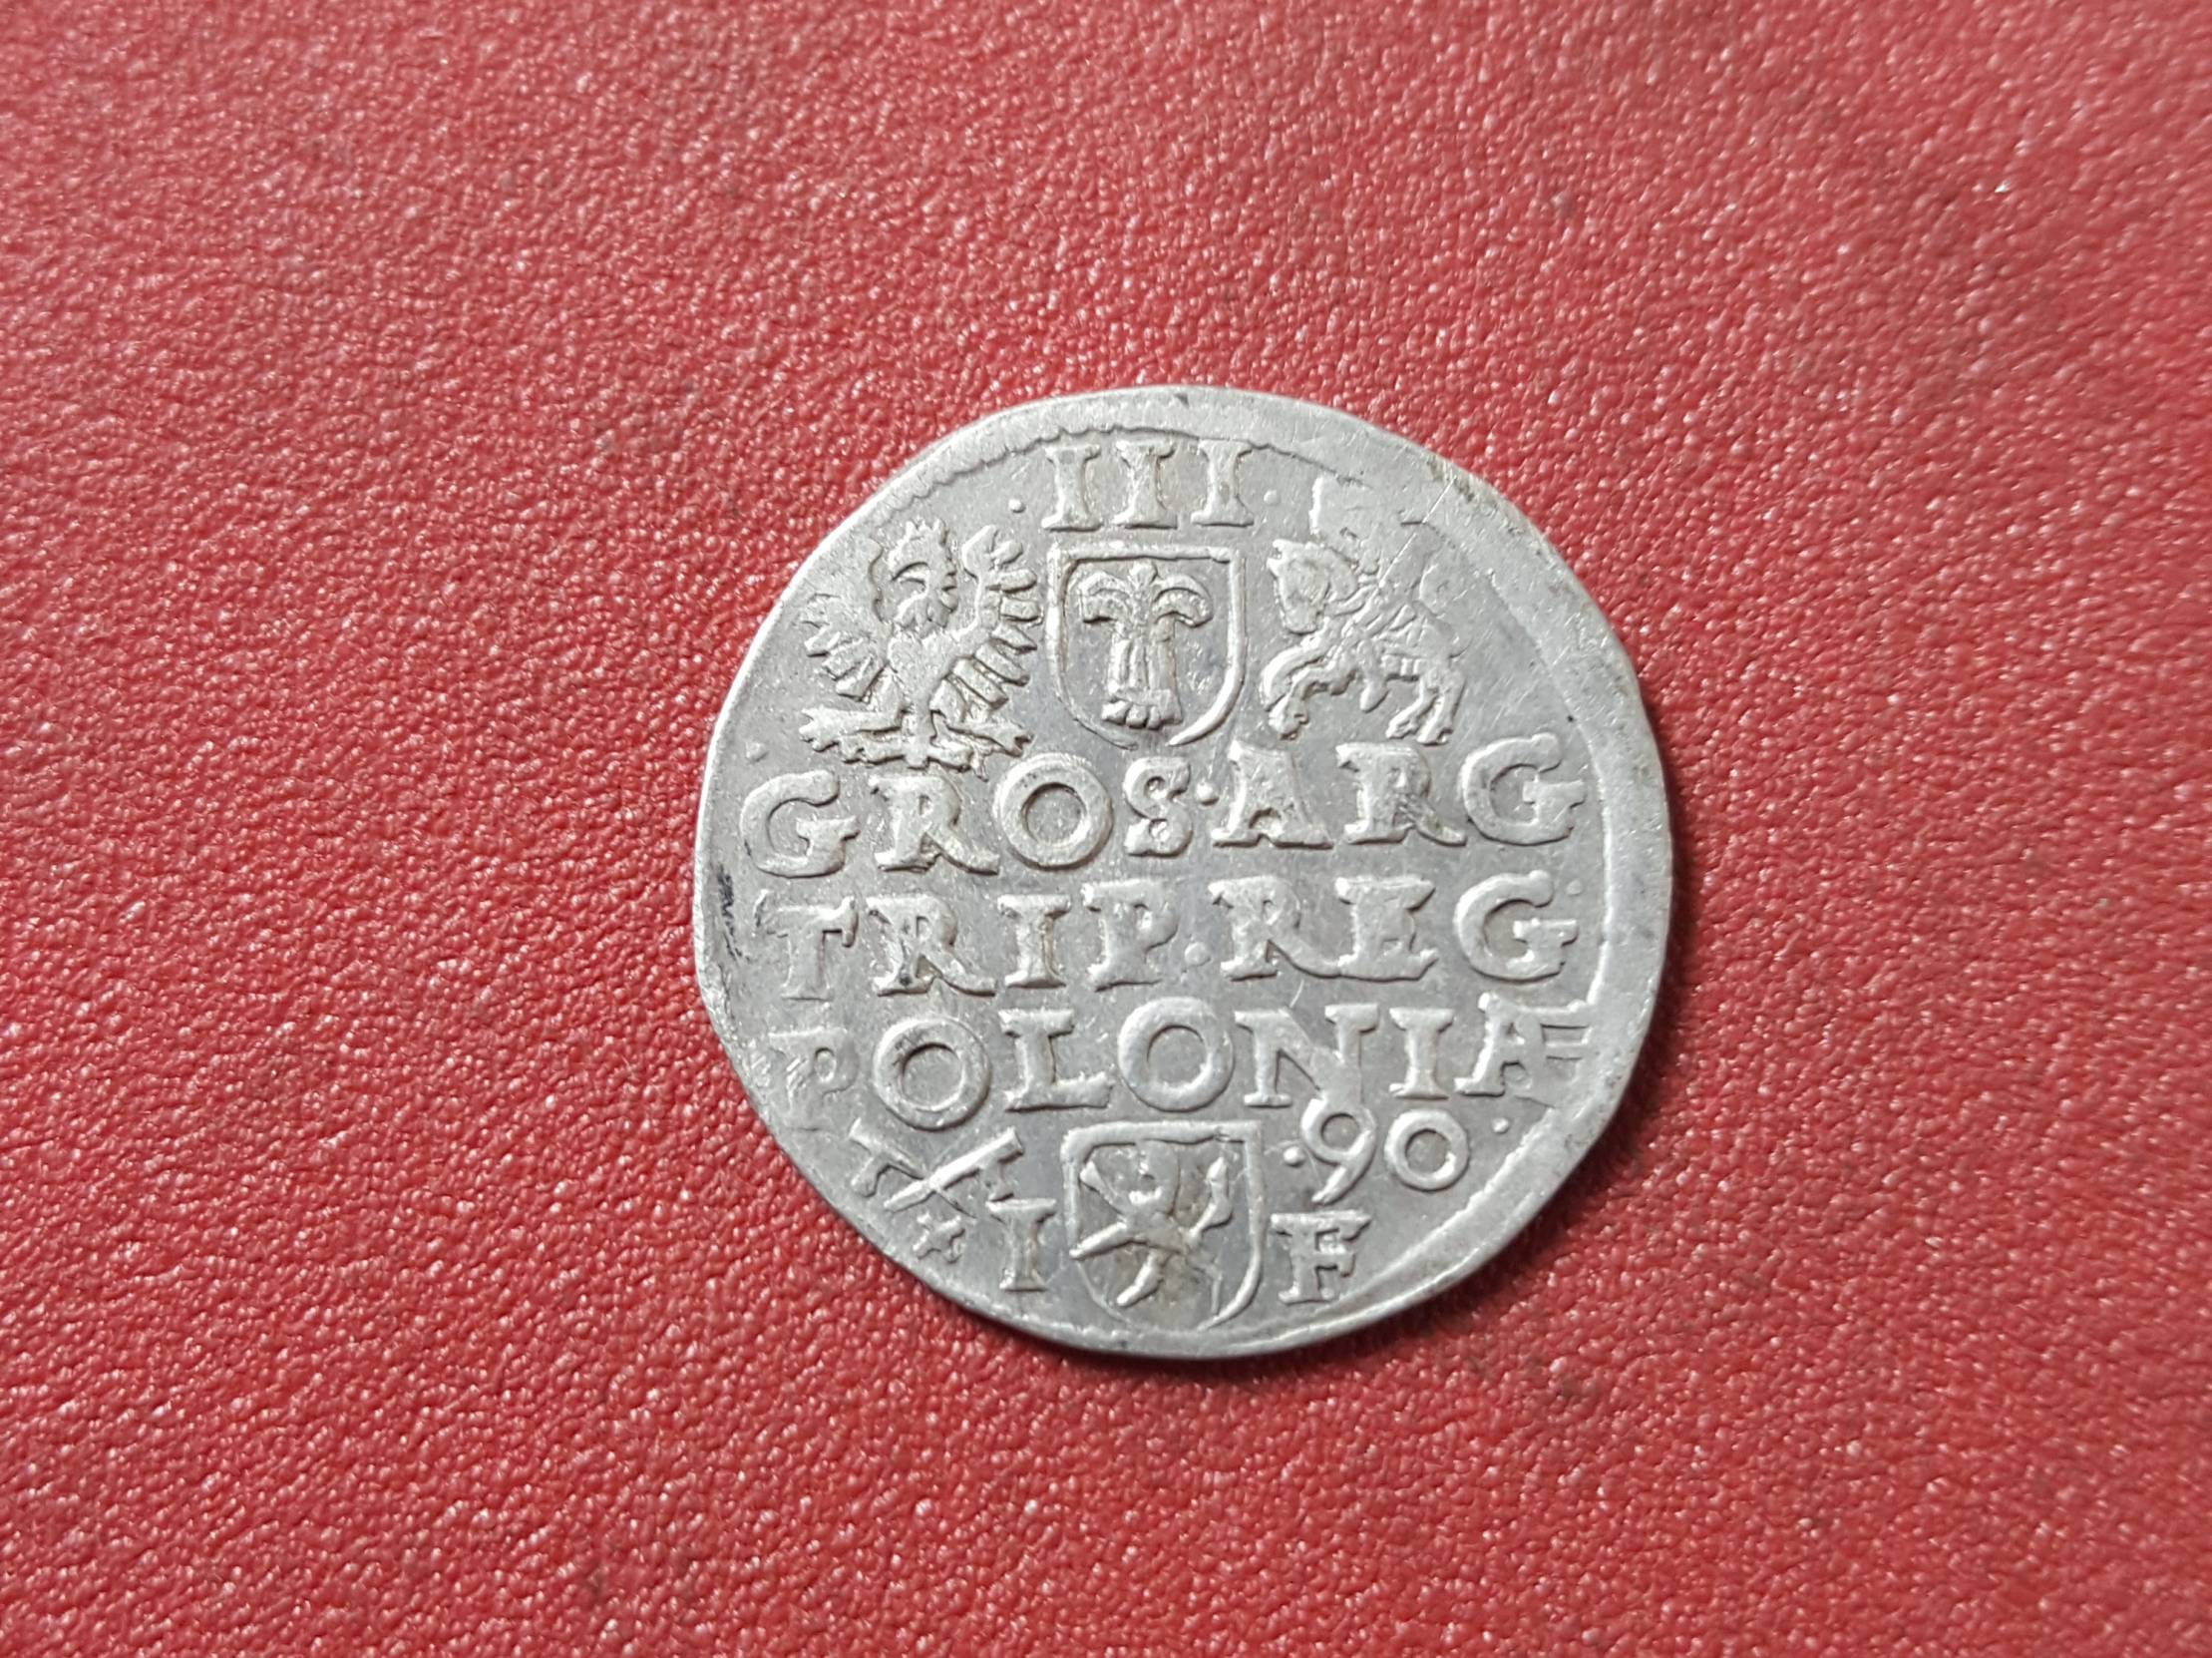 ·III·
GROS·ARG
TRIP·REG
POLONIÆ
·90·
I F